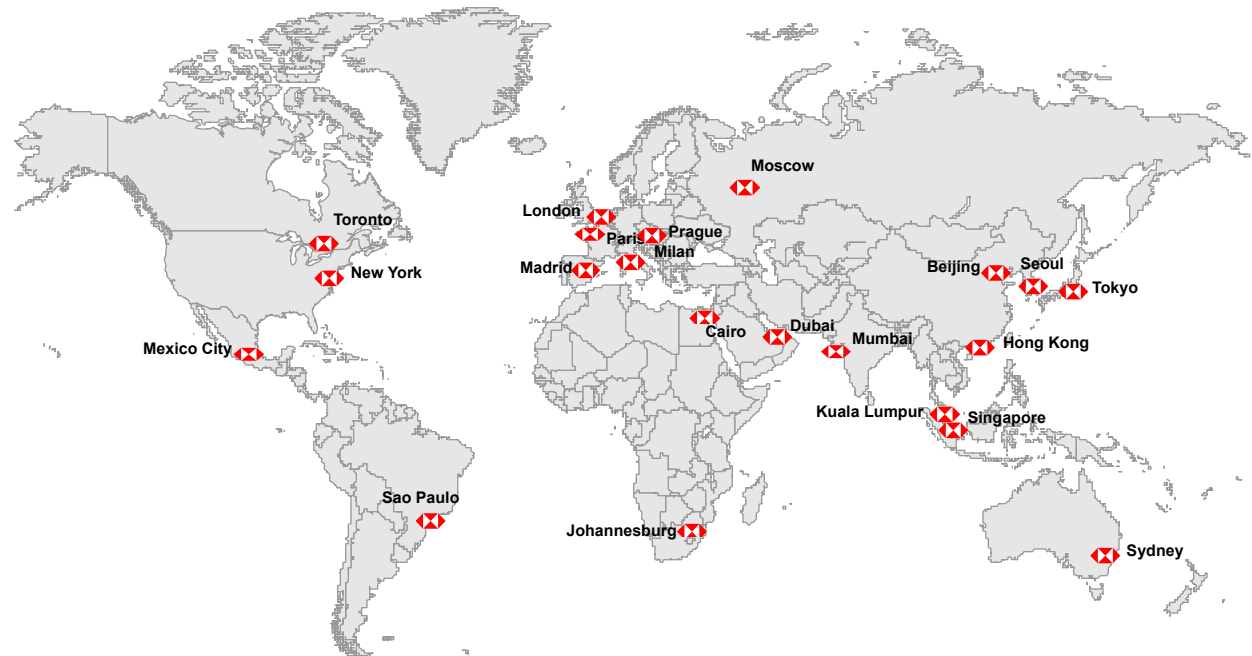 Moscow
London
Toronto
Paris
Prague
Milan
New York
Madrid
Beijing
Seoul
Tokyo
Cairo
Dubai
Mumbai
Hong Kong
Mexico City
Kuala Lumpur
Singapore
Sao Paulo
Johannesburg
Sydney